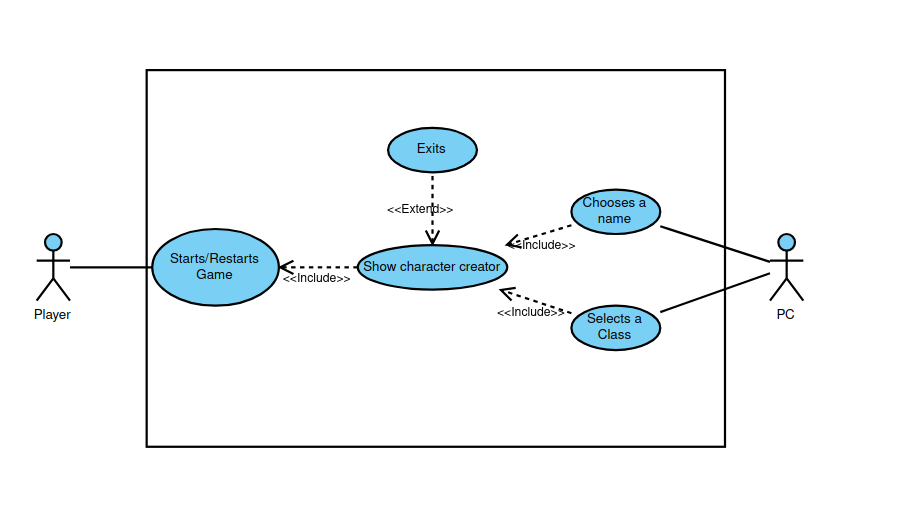 Exits
<<Extend>>
Chooses a
name
<<Include>>
Starts/Restarts
Game
<<Include>>
Show character creator
<<Include>>
Selects a
Class
Player
PC